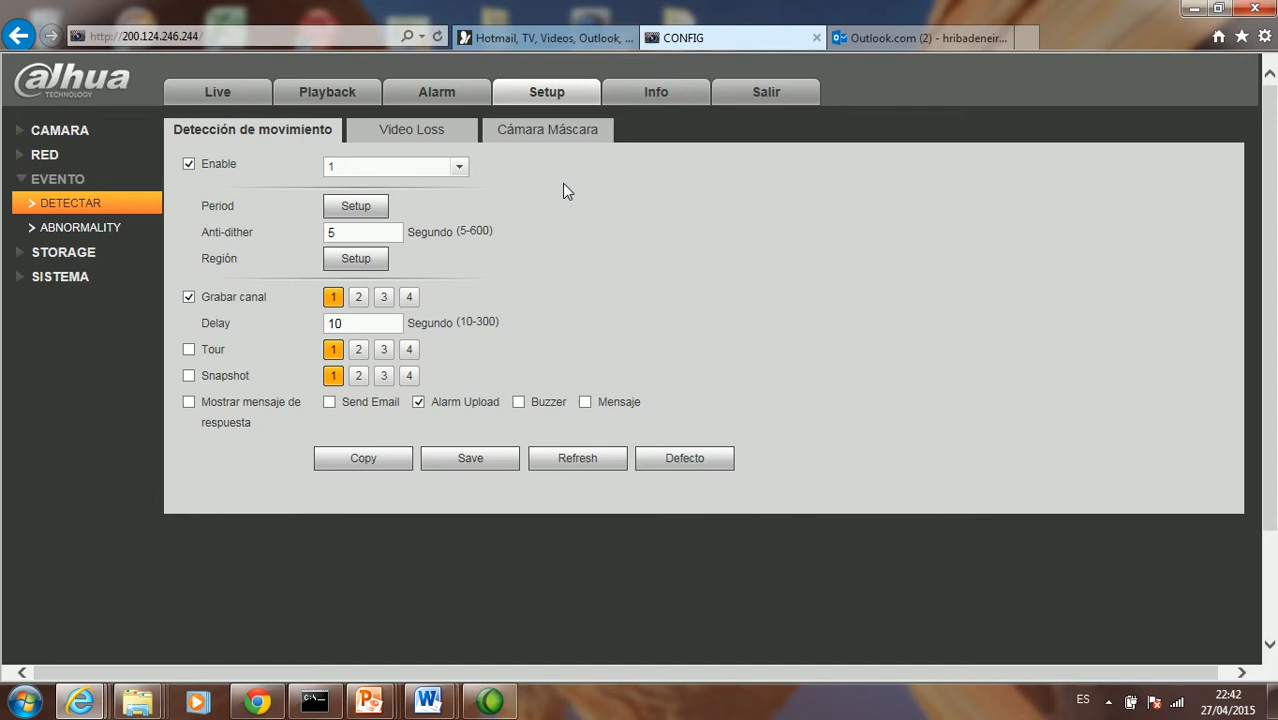 http://200.124.246.244/
Hotmail, TV, Videos, Outlook, ...
CONFIG
Outlook.com (2) - hribadeneir...
alhua
TECHNOLOGY
Live
Playback
Alarm
Setup
Info
Salir
CAMARA
RED
EVENTO
DETECTAR
ABNORMALITY
STORAGE
SISTEMA
Detección de movimiento
Video Loss
Cámara Máscara
Enable 1
Period Setup
Anti-dither 5 Segundo (5-600)
Región Setup
Grabar canal 1 2 3 4
Delay 10 Segundo (10-300)
Tour 1 2 3 4
Snapshot 1 2 3 4
Mostrar mensaje de Send Email Alarm Upload Buzzer Mensaje
respuesta
Copy Save Refresh Defecto
ES
22:42
27/04/2015